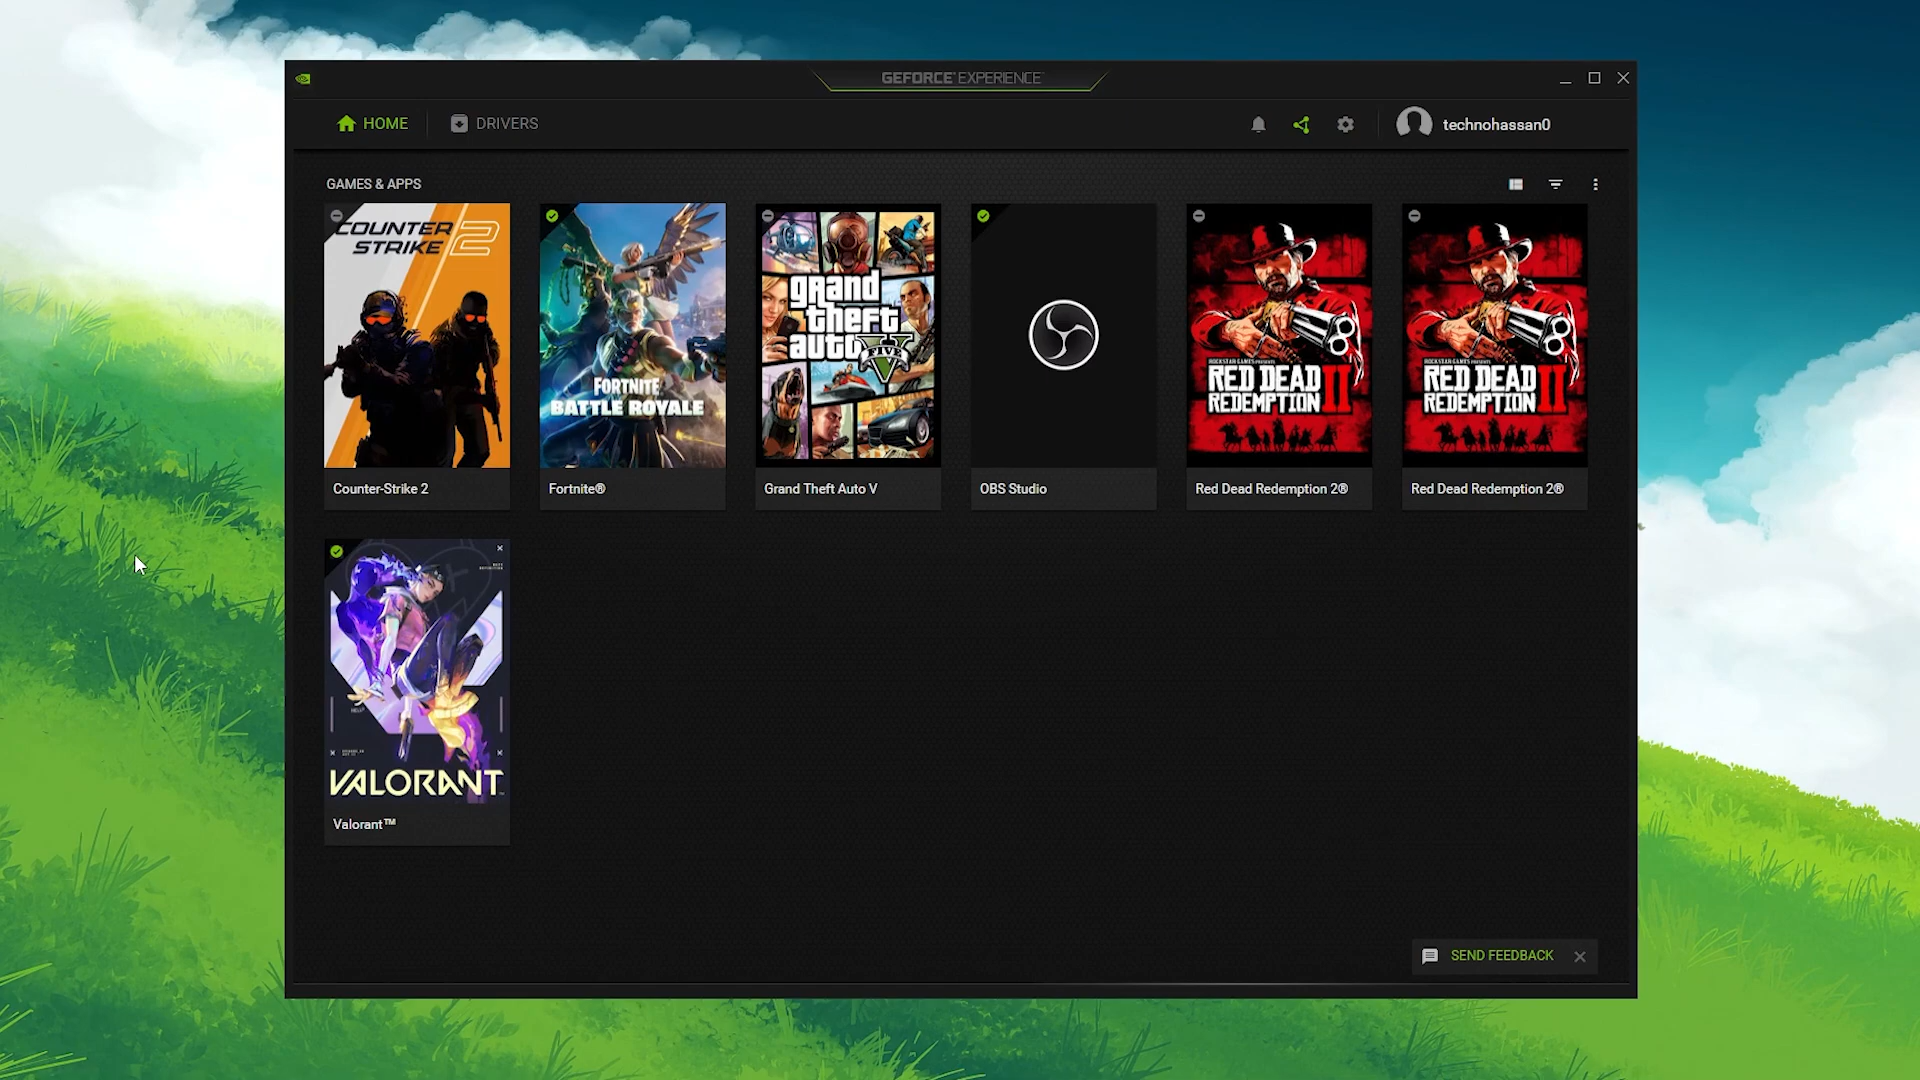 GEFORCE EXPERIENCE
HOME
DRIVERS
technohassan0
GAMES & APPS
COUNTER
STRIKE 2
FORTNITE
BATTLE ROYALE
grand
theft
auto
FIVE
V
ROCKSTAR GAMES PRESENTS
RED DEAD
REDEMPTION II
ROCKSTAR GAMES PRESENTS
RED DEAD
REDEMPTION II
Counter-Strike 2
Fortnite®
Grand Theft Auto V
OBS Studio
Red Dead Redemption 2®
Red Dead Redemption 2®
VALORANT
Valorant™
SEND FEEDBACK